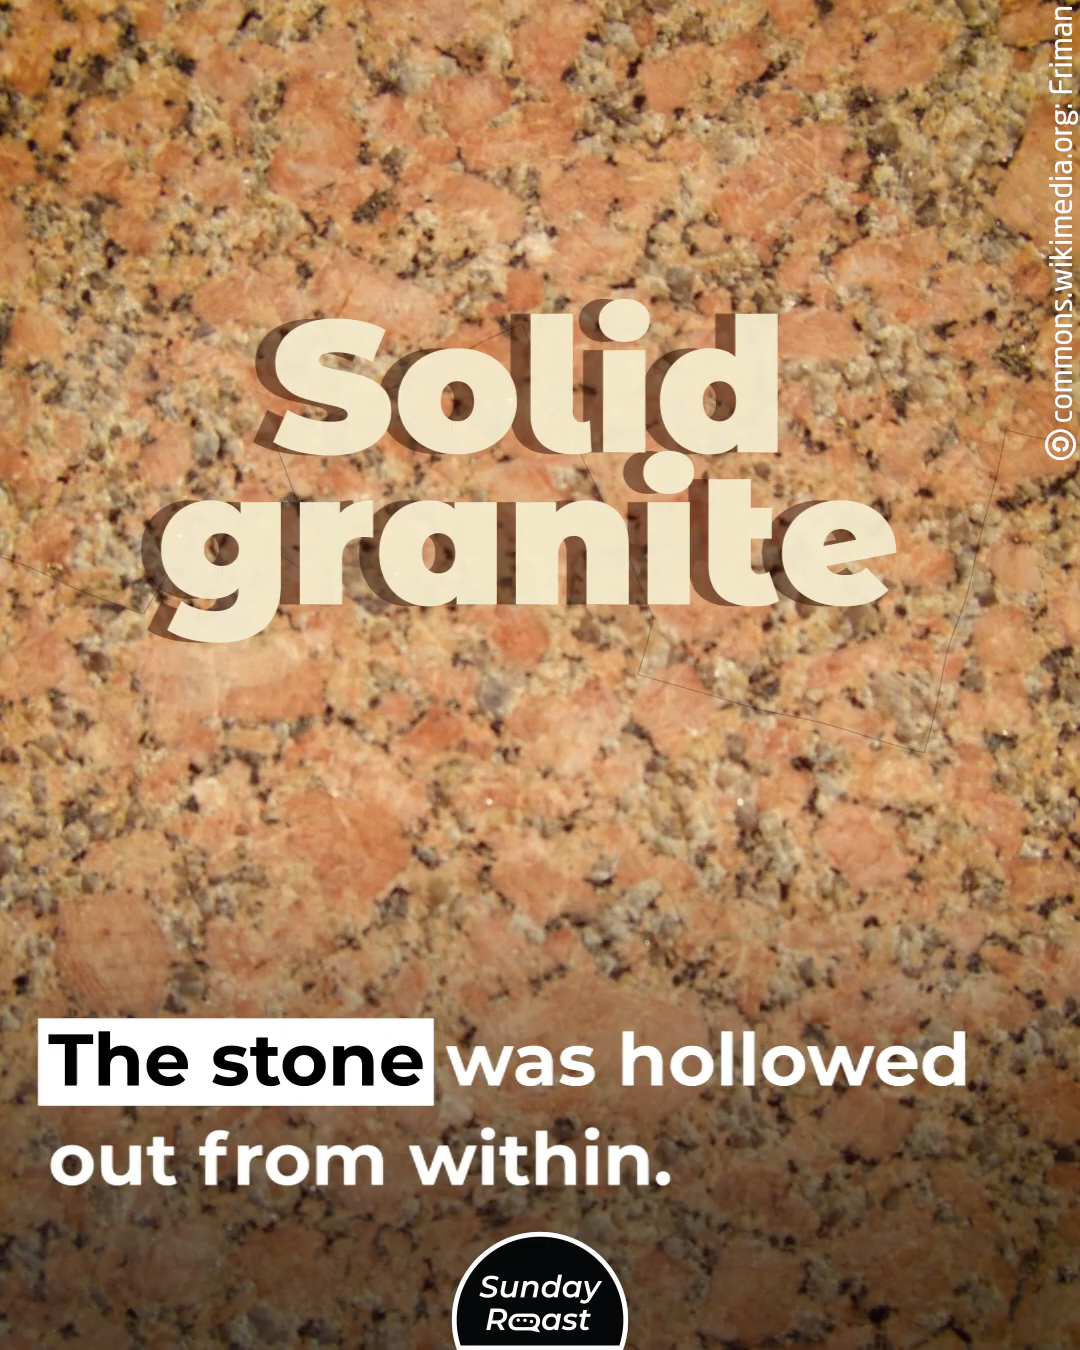 © commons.wikimedia.org: Friman
Solid
granite
The stone was hollowed
out from within.
Sunday
Roast